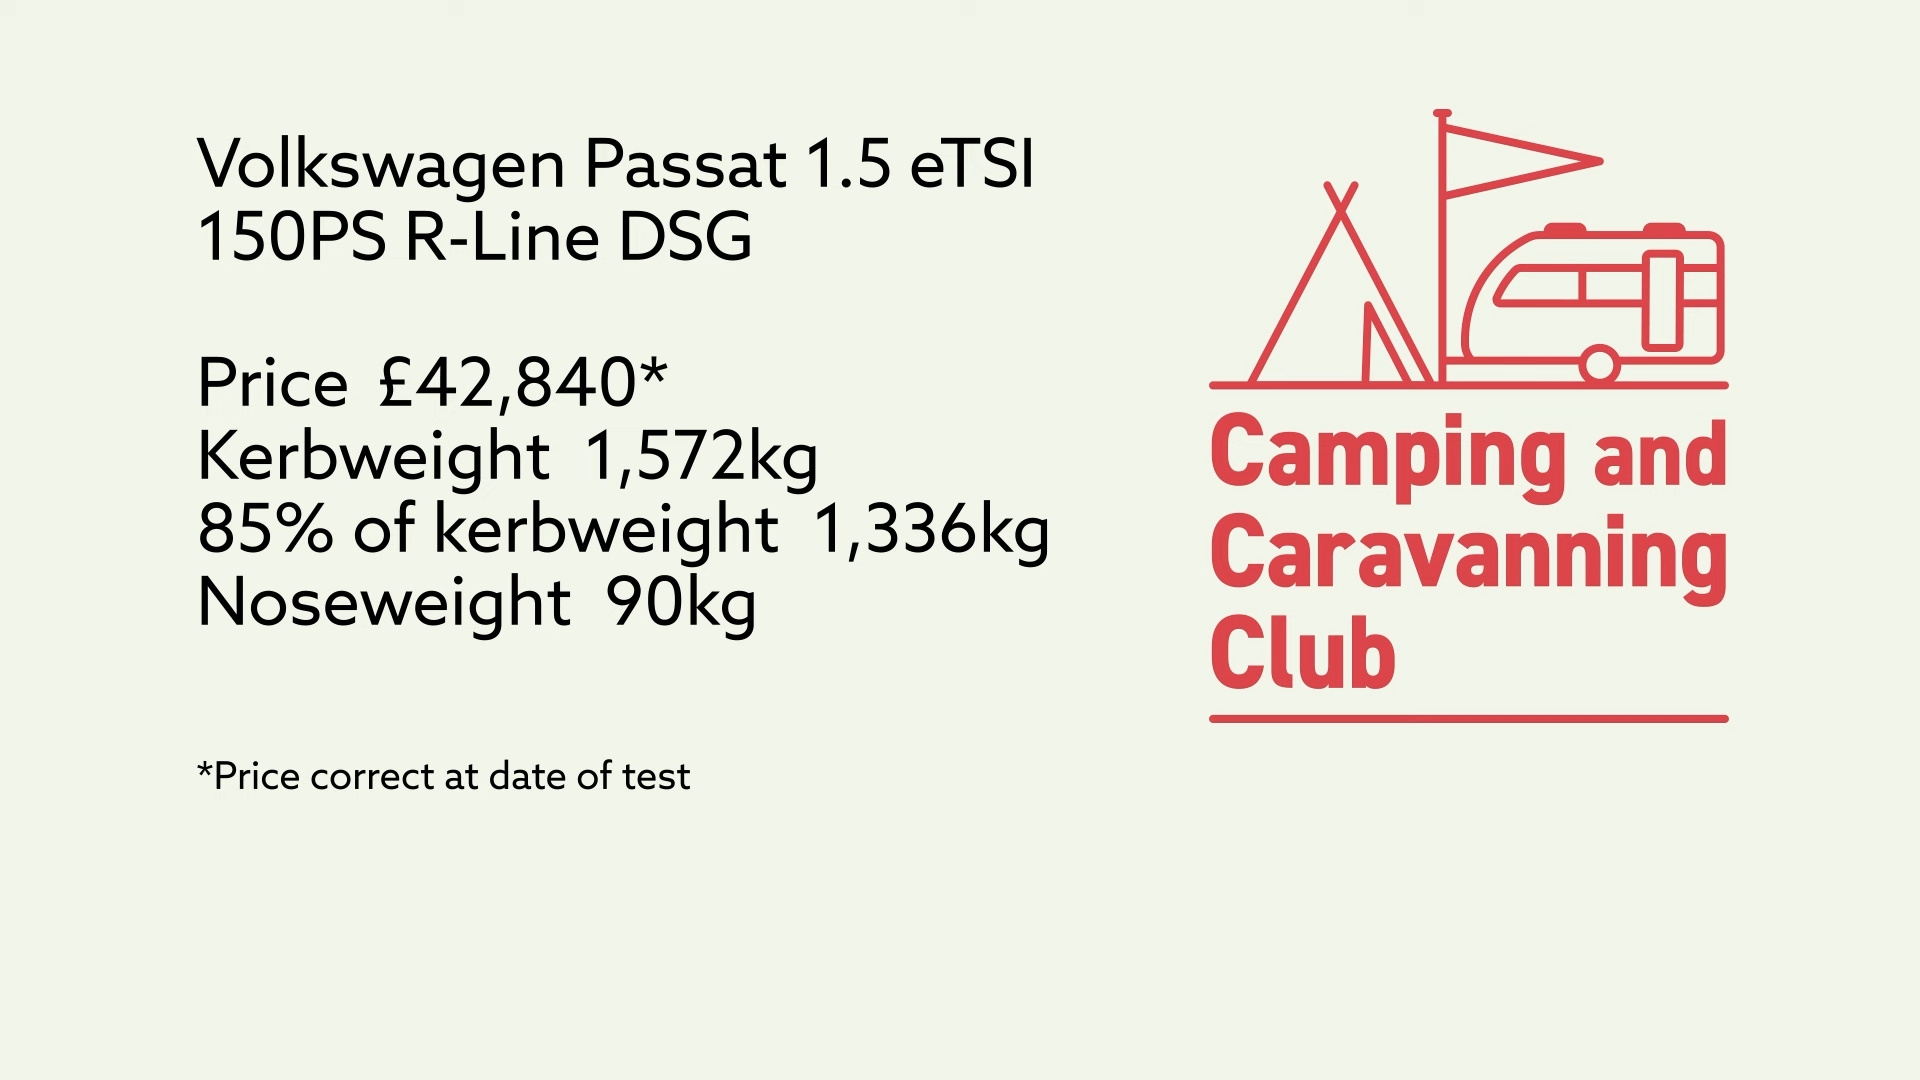 Volkswagen Passat 1.5 eTSI
150PS R-Line DSG
Price £42,840*
Kerbweight 1,572kg
85% of kerbweight 1,336kg
Noseweight 90kg
*Price correct at date of test
Camping and
Caravanning
Club